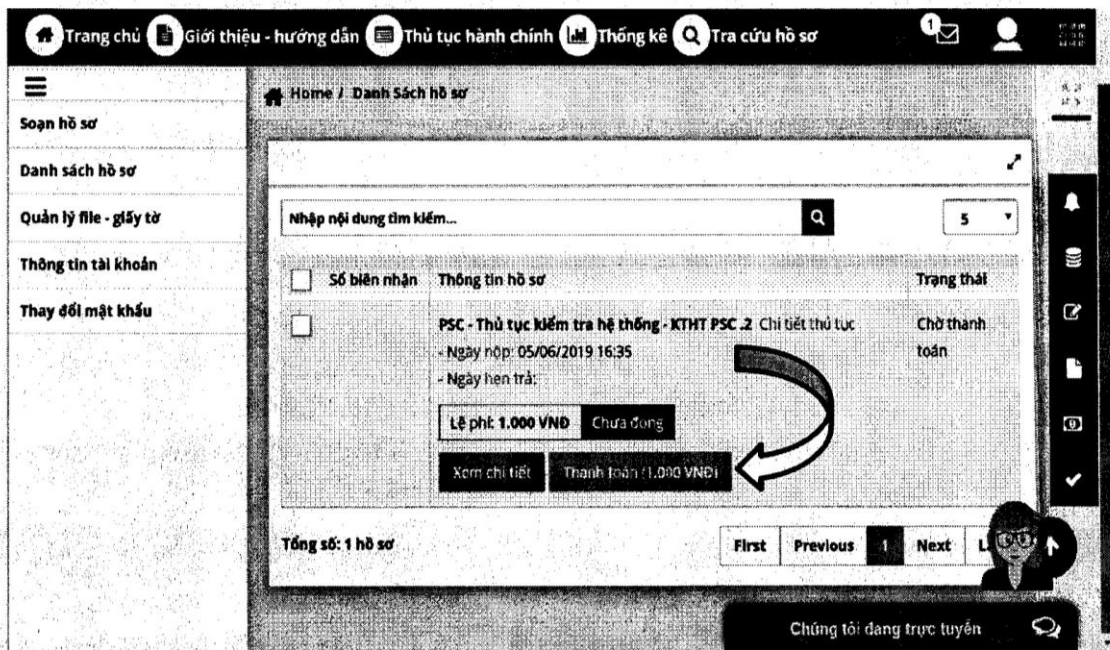 Trang chủ Giới thiệu - hướng dẫn Thủ tục hành chính Thống kê Tra cứu hồ sơ 1
Home / Danh Sách hồ sơ
Soạn hồ sơ
Danh sách hồ sơ
Quản lý file - giấy tờ
Thông tin tài khoản
Thay đổi mật khẩu
Nhập nội dung tìm kiếm...
5
Số biên nhận Thông tin hồ sơ Trạng thái
PSC - Thủ tục kiểm tra hệ thống - KTHT PSC .2 Chi tiết thủ tục
Chờ thanh toán
- Ngày nộp: 05/06/2019 16:35
- Ngày hẹn trả:
Lệ phí: 1.000 VNĐ Chưa đóng
Xem chi tiết Thanh toán (1.000 VNĐ)
Tổng số: 1 hồ sơ
First Previous 1 Next
Chúng tôi đang trực tuyến